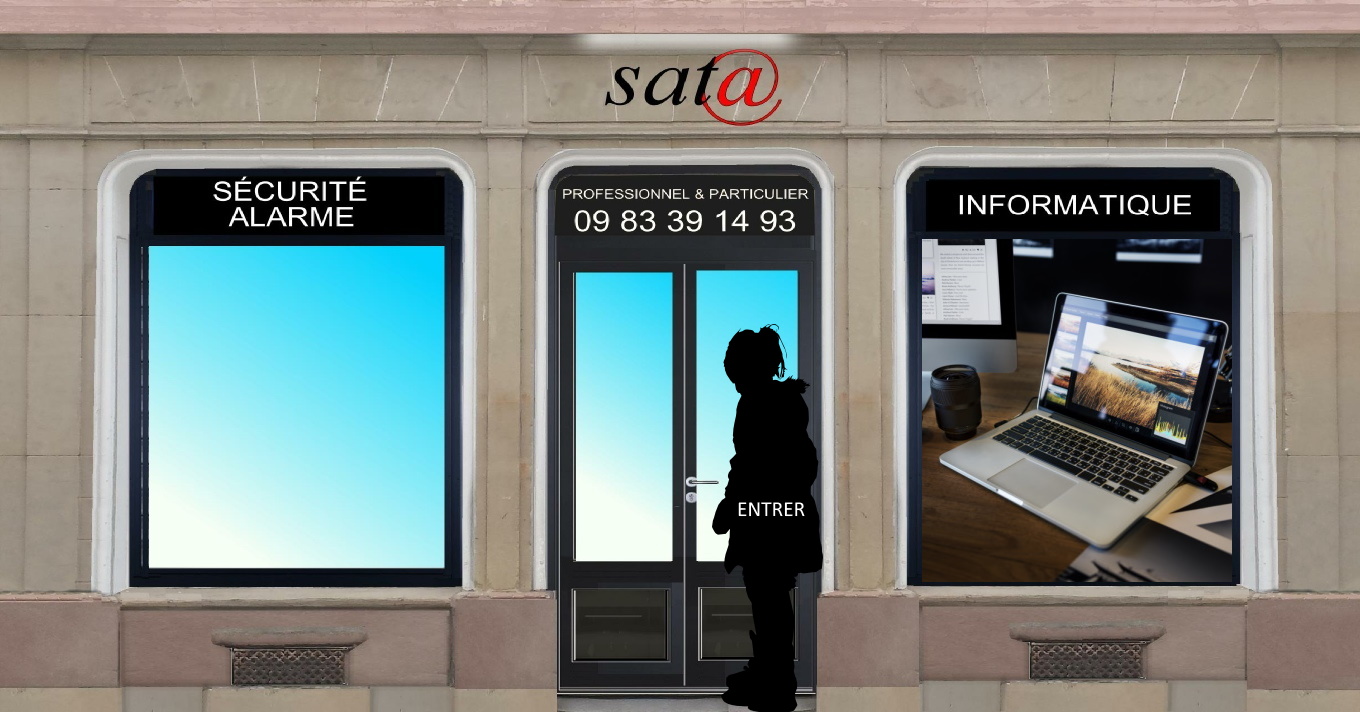 sat@
SÉCURITÉ
ALARME
PROFESSIONNEL & PARTICULIER
09 83 39 14 93
INFORMATIQUE
ENTRER